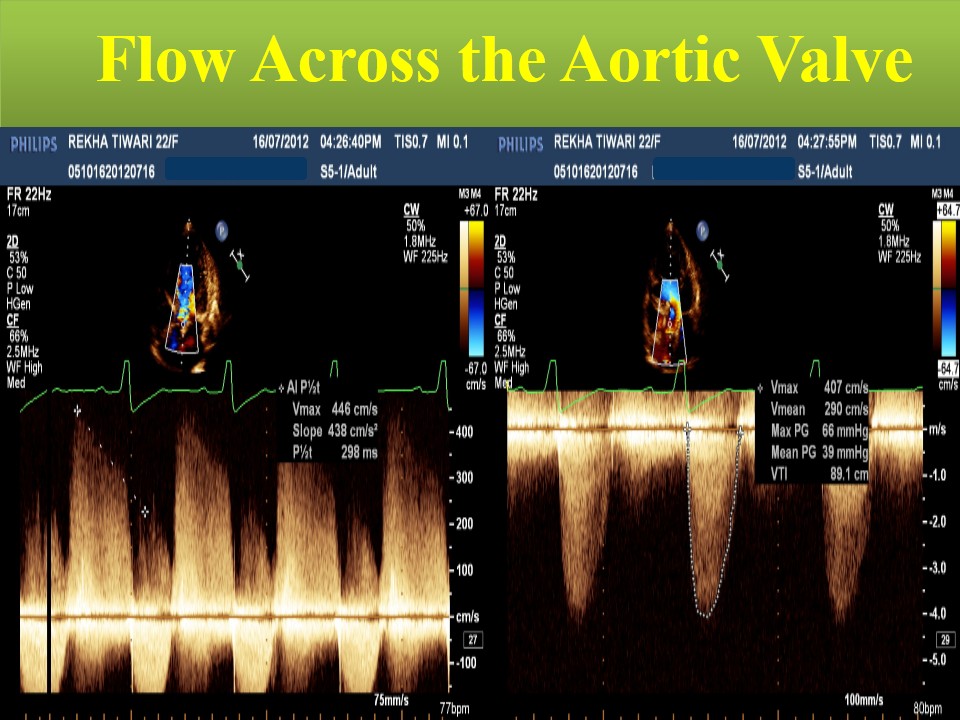 Flow Across the Aortic Valve
PHILIPS REKHA TIWARI 22/F 16/07/2012 04:26:40PM TIS0.7 MI 0.1
05101620120716 S5-1/Adult
FR 22Hz
17cm
2D
53%
C 50
P Low
HGen
CF
66%
2.5MHz
WF High
Med
P
CW
50%
1.8MHz
WF 225Hz
M3 M4
+67.0
-67.0
cm/s
AI P½t
Vmax 446 cm/s
Slope 438 cm/s²
P½t 298 ms
400
300
200
100
cm/s
27
-100
75mm/s
77bpm
PHILIPS REKHA TIWARI 22/F 16/07/2012 04:27:55PM TIS0.7 MI 0.1
05101620120716 S5-1/Adult
FR 22Hz
17cm
2D
53%
C 50
P Low
HGen
CF
66%
2.5MHz
WF High
Med
P
CW
50%
1.8MHz
WF 225Hz
M3 M4
+64.7
-64.7
cm/s
Vmax 407 cm/s
Vmean 290 cm/s
Max PG 66 mmHg
Mean PG 39 mmHg
VTI 89.1 cm
m/s
-1.0
-2.0
-3.0
-4.0
29
-5.0
100mm/s
80bpm